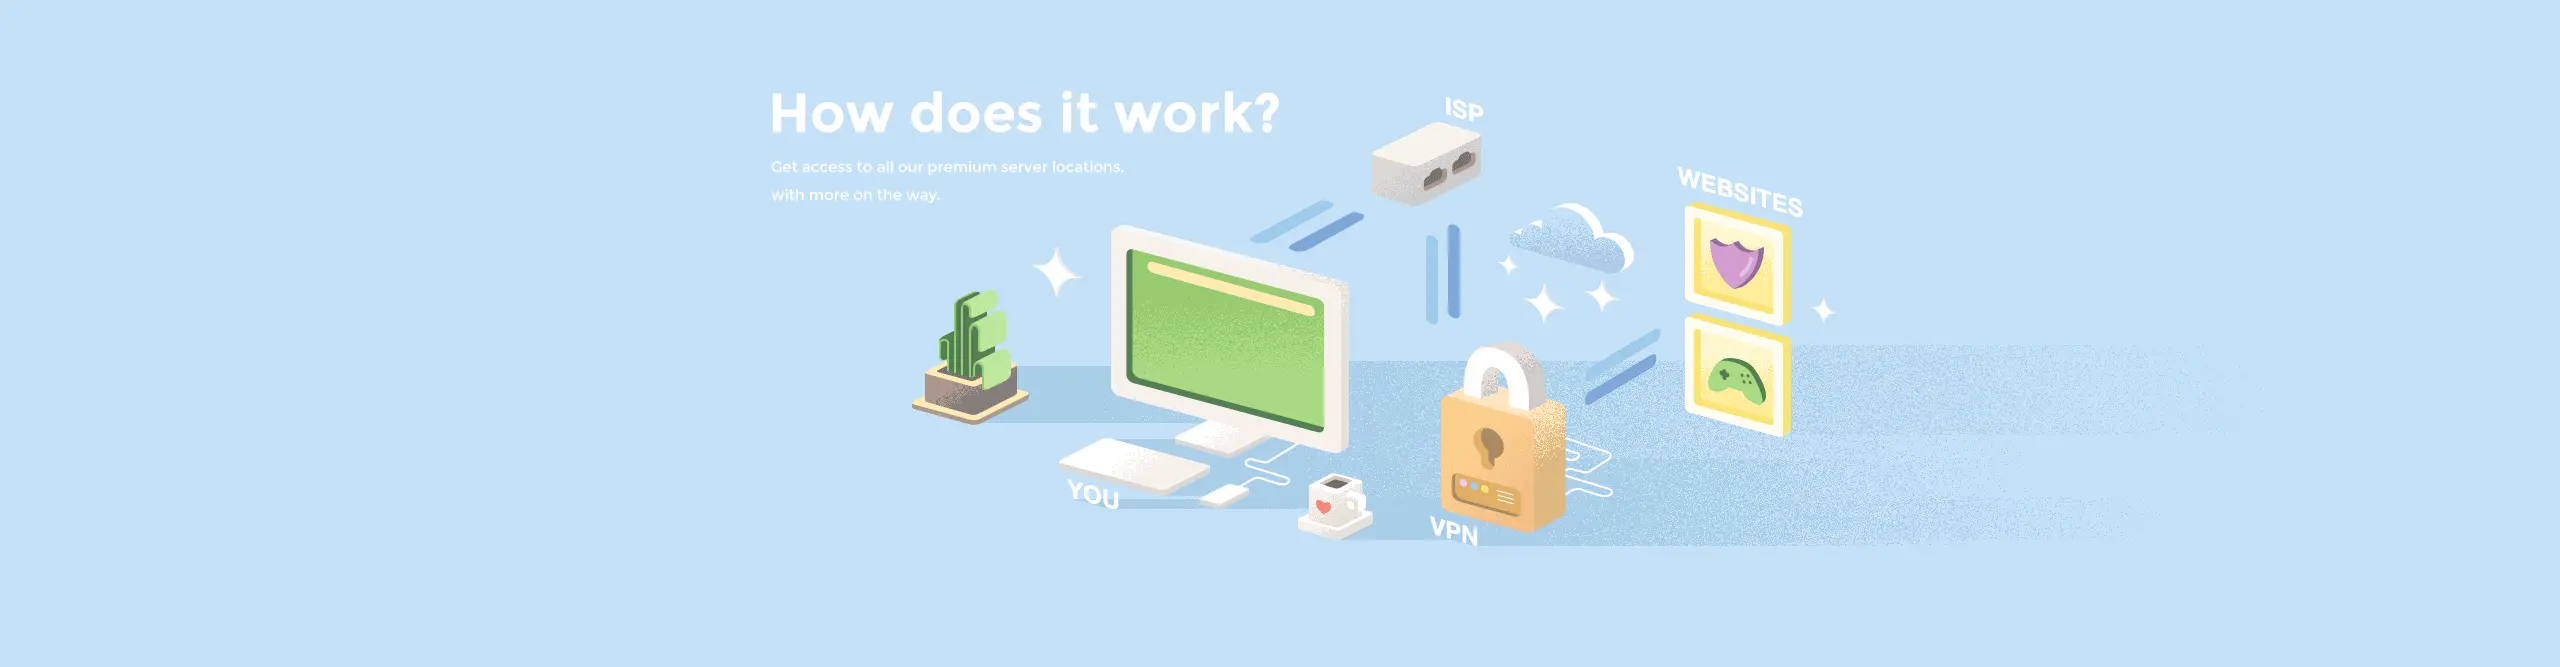 How does it work?
Get access to all our premium server locations,
with more on the way.
ISP
WEBSITES
YOU
VPN